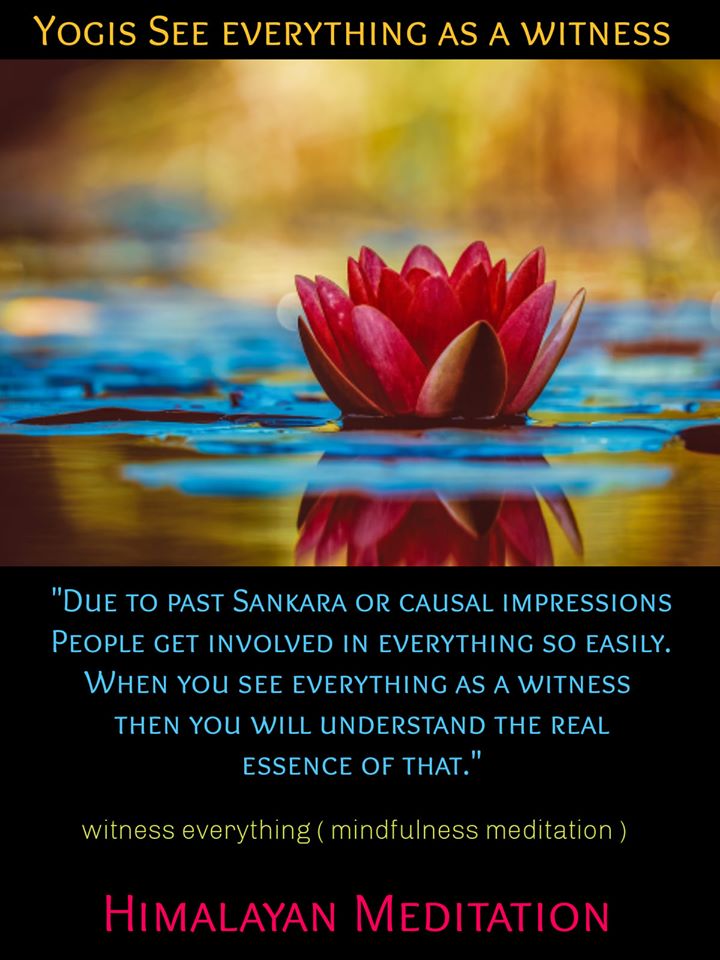 Yogis See everything as a witness
"Due to past Sankara or causal impressions
People get involved in everything so easily.
When you see everything as a witness
then you will understand the real
essence of that."
witness everything ( mindfulness meditation )
Himalayan Meditation